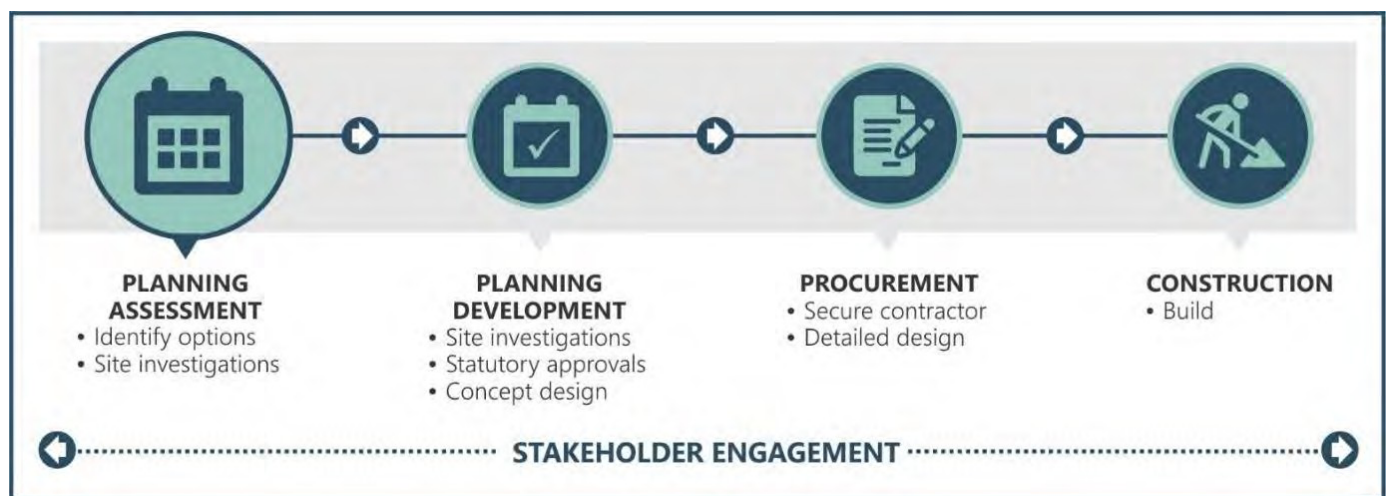 PLANNING
ASSESSMENT
• Identify options
• Site investigations
PLANNING
DEVELOPMENT
• Site investigations
• Statutory approvals
• Concept design
PROCUREMENT
• Secure contractor
• Detailed design
CONSTRUCTION
• Build
STAKEHOLDER ENGAGEMENT